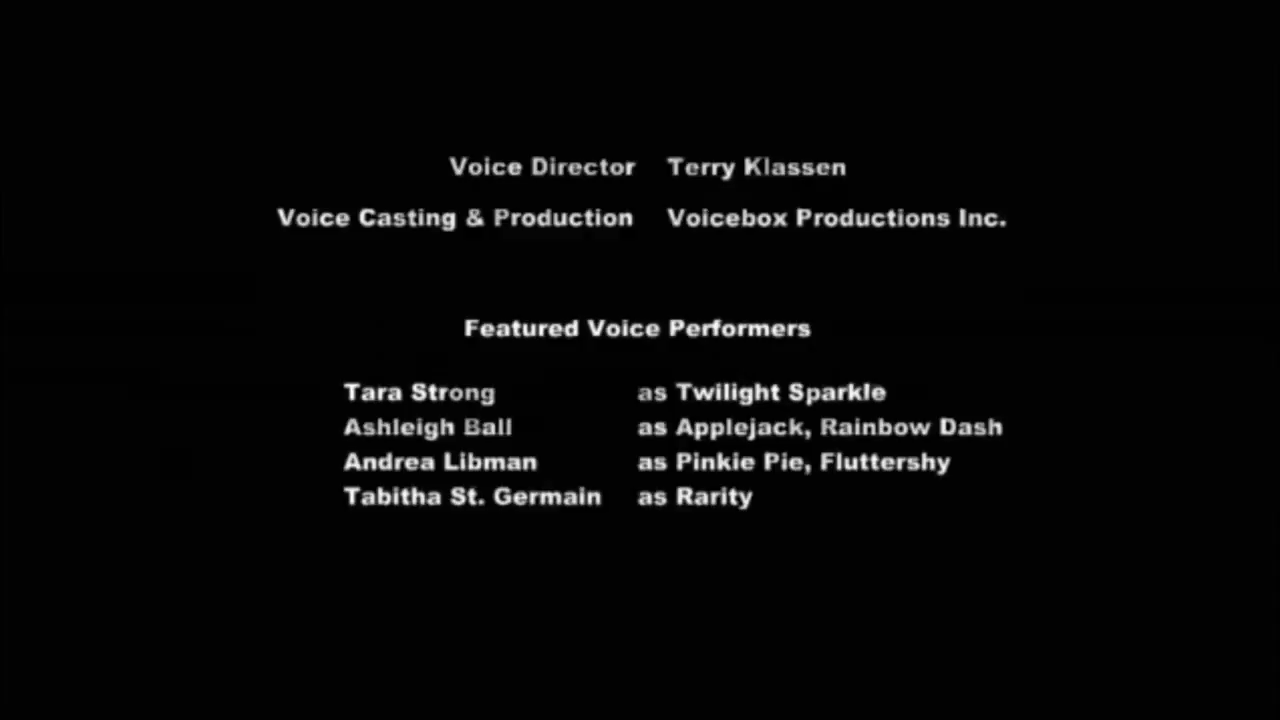 Voice Director Terry Klassen
Voice Casting & Production Voicebox Productions Inc.
Featured Voice Performers
Tara Strong as Twilight Sparkle
Ashleigh Ball as Applejack, Rainbow Dash
Andrea Libman as Pinkie Pie, Fluttershy
Tabitha St. Germain as Rarity